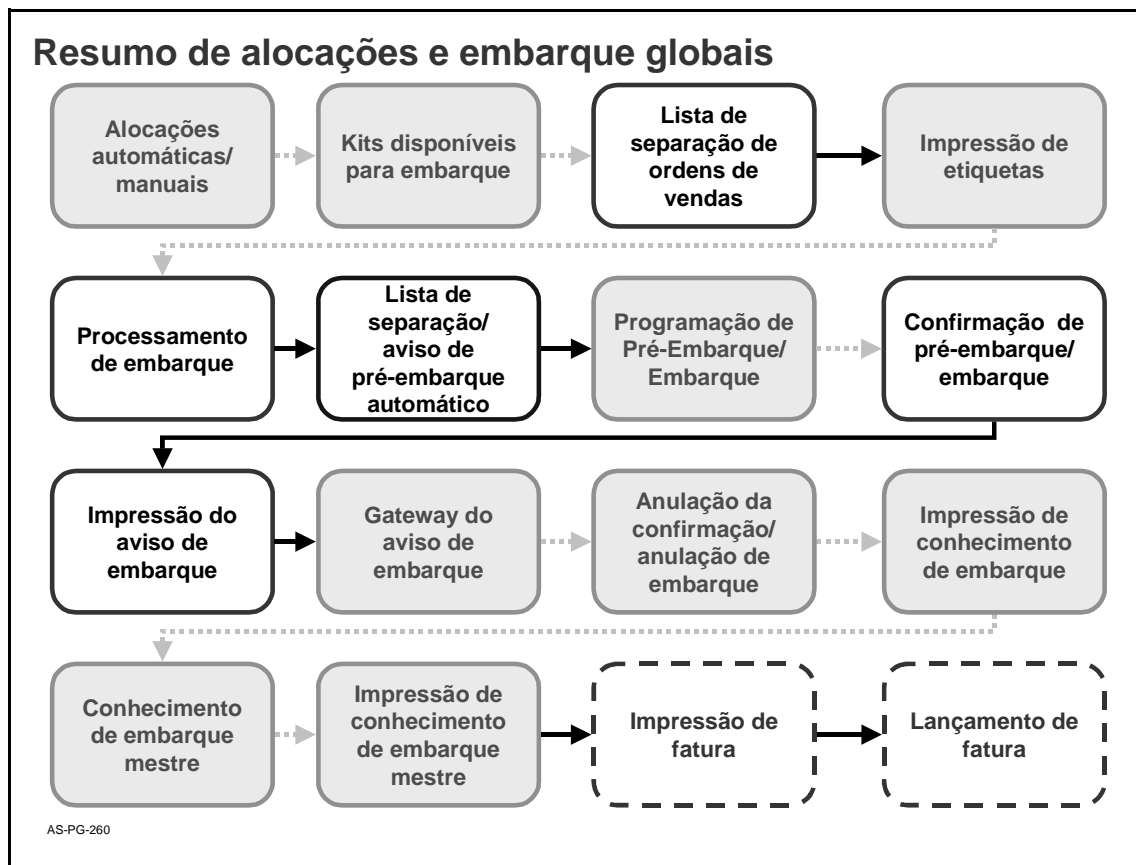 Resumo de alocações e embarque globais
Alocações
automáticas/
manuais
Kits disponíveis
para embarque
Lista de
separação de
ordens de
vendas
Impressão de
etiquetas
Processamento
de embarque
Lista de
separação/
aviso de
pré-embarque
automático
Programação de
Pré-Embarque/
Embarque
Confirmação de
pré-embarque/
embarque
Impressão do
aviso de
embarque
Gateway do
aviso de
embarque
Anulação da
confirmação/
anulação de
embarque
Impressão de
conhecimento
de embarque
Conhecimento
de embarque
mestre
Impressão de
conhecimento
de embarque
mestre
Impressão de
fatura
Lançamento de
fatura
AS-PG-260